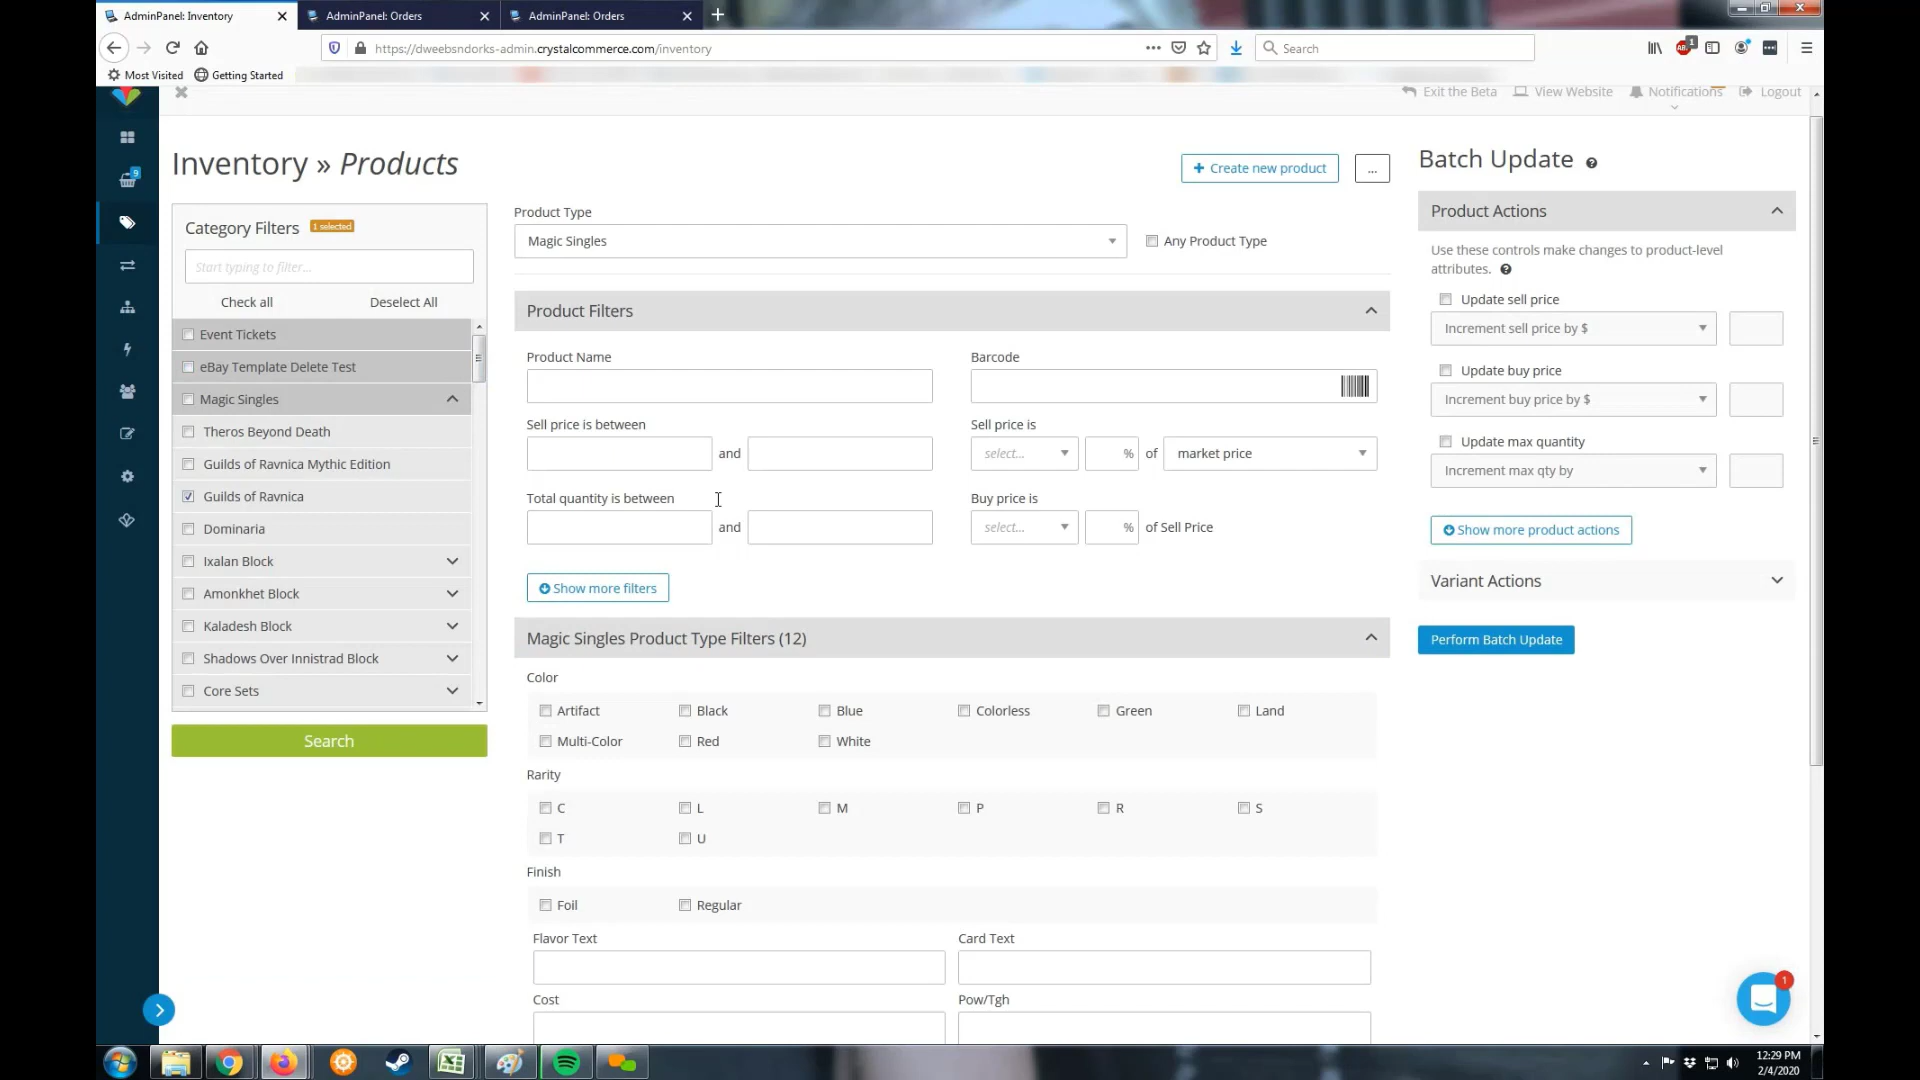 AdminPanel: Inventory
AdminPanel: Orders
AdminPanel: Orders
https://dweebsndorks-admin.crystalcommerce.com/inventory
Search
1
Most Visited
Getting Started
Exit the Beta
View Website
Notifications
Logout
9
Inventory » Products
Create new product
...
Category Filters
1 selected
Start typing to filter...
Check all
Deselect All
Event Tickets
eBay Template Delete Test
Magic Singles
Theros Beyond Death
Guilds of Ravnica Mythic Edition
Guilds of Ravnica
Dominaria
Ixalan Block
Amonkhet Block
Kaladesh Block
Shadows Over Innistrad Block
Core Sets
Search
Product Type
Magic Singles
Any Product Type
Product Filters
Product Name
Barcode
Sell price is between
and
Sell price is
select...
%
of
market price
Total quantity is between
and
Buy price is
select...
%
of Sell Price
Show more filters
Magic Singles Product Type Filters (12)
Color
Artifact
Black
Blue
Colorless
Green
Land
Multi-Color
Red
White
Rarity
C
L
M
P
R
S
T
U
Finish
Foil
Regular
Flavor Text
Card Text
Cost
Pow/Tgh
Batch Update
Product Actions
Use these controls make changes to product-level
attributes.
Update sell price
Increment sell price by $
Update buy price
Increment buy price by $
Update max quantity
Increment max qty by
Show more product actions
Variant Actions
Perform Batch Update
1
12:29 PM
2/4/2020